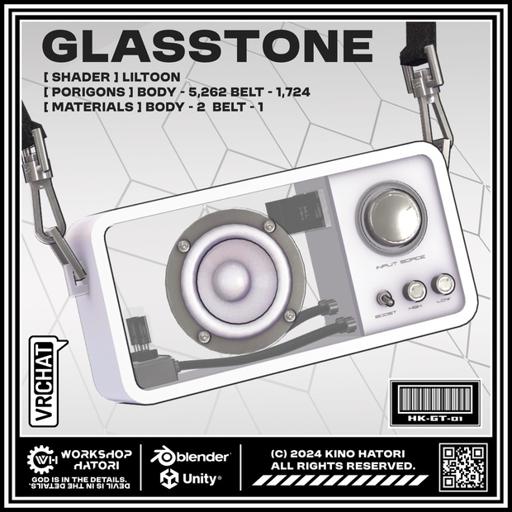 GLASSTONE
[ SHADER ] LILTOON
[ PORIGONS ] BODY - 5,262 BELT - 1,724
[ MATERIALS ] BODY - 2 BELT - 1
INPUT SORCE
BOOST
HIGH
LOW
VRCHAT
HK-GT-01
WH WORKSHOP HATORI
GOD IS IN THE DETAILS.
DEVIL IS IN THE DETAILS.
blender
Unity®
(C) 2024 KINO HATORI
ALL RIGHTS RESERVED.